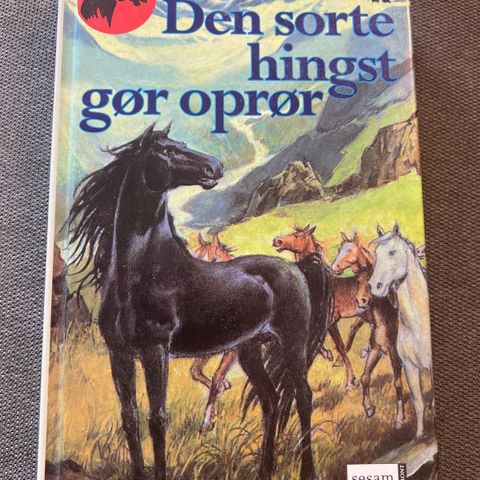 Den sorte
hingst
gør oprør
sesam